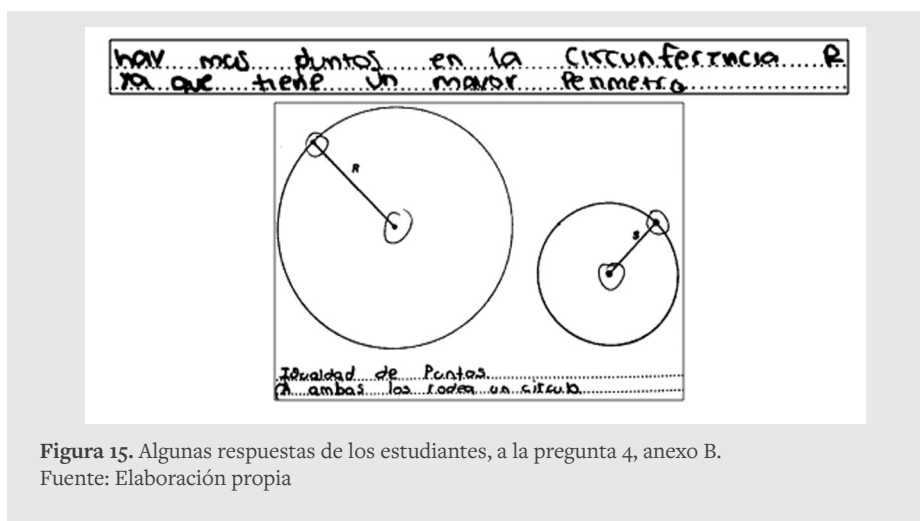 hay mas puntos en la circunferencia R
ya que tiene un mayor Perimetro
R
S
Igualdad de Puntos
A ambos los rodea un circulo
Figura 15. Algunas respuestas de los estudiantes, a la pregunta 4, anexo B.
Fuente: Elaboración propia